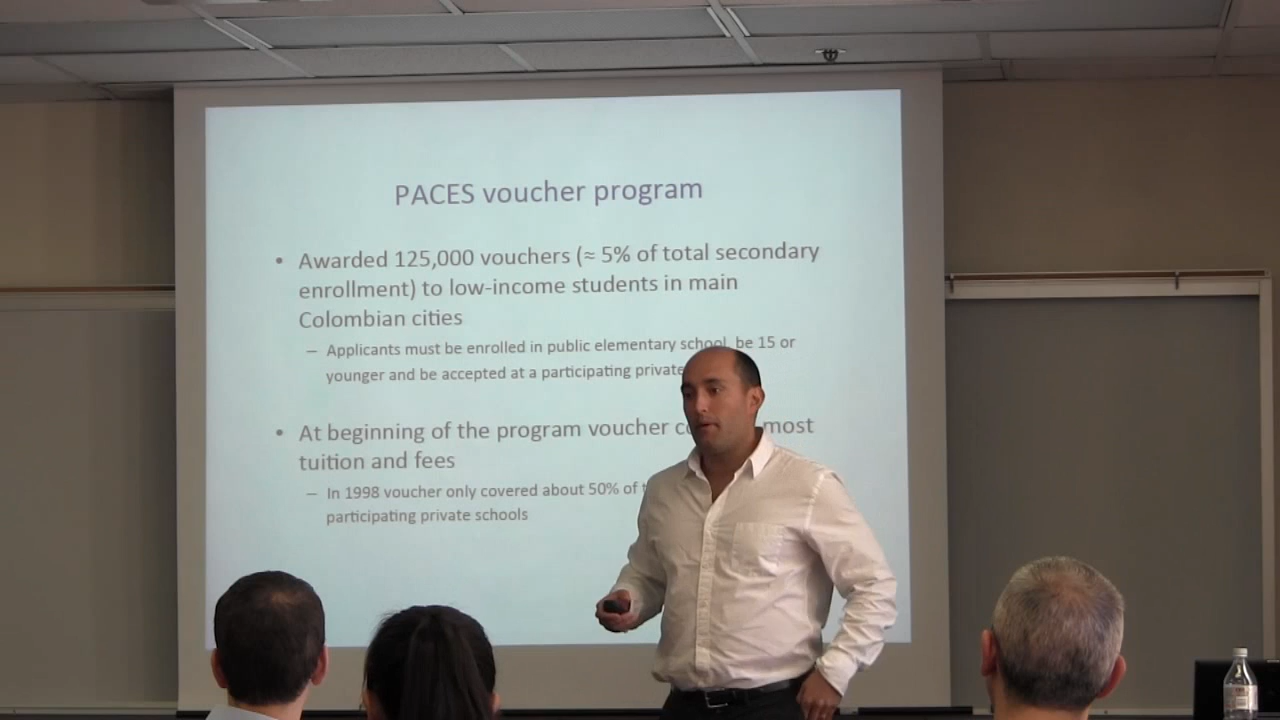 PACES voucher program
• Awarded 125,000 vouchers (≈ 5% of total secondary
enrollment) to low-income students in main
Colombian cities
– Applicants must be enrolled in public elementary school, be 15 or
younger and be accepted at a participating private
• At beginning of the program voucher most
tuition and fees
– In 1998 voucher only covered about 50% of
participating private schools